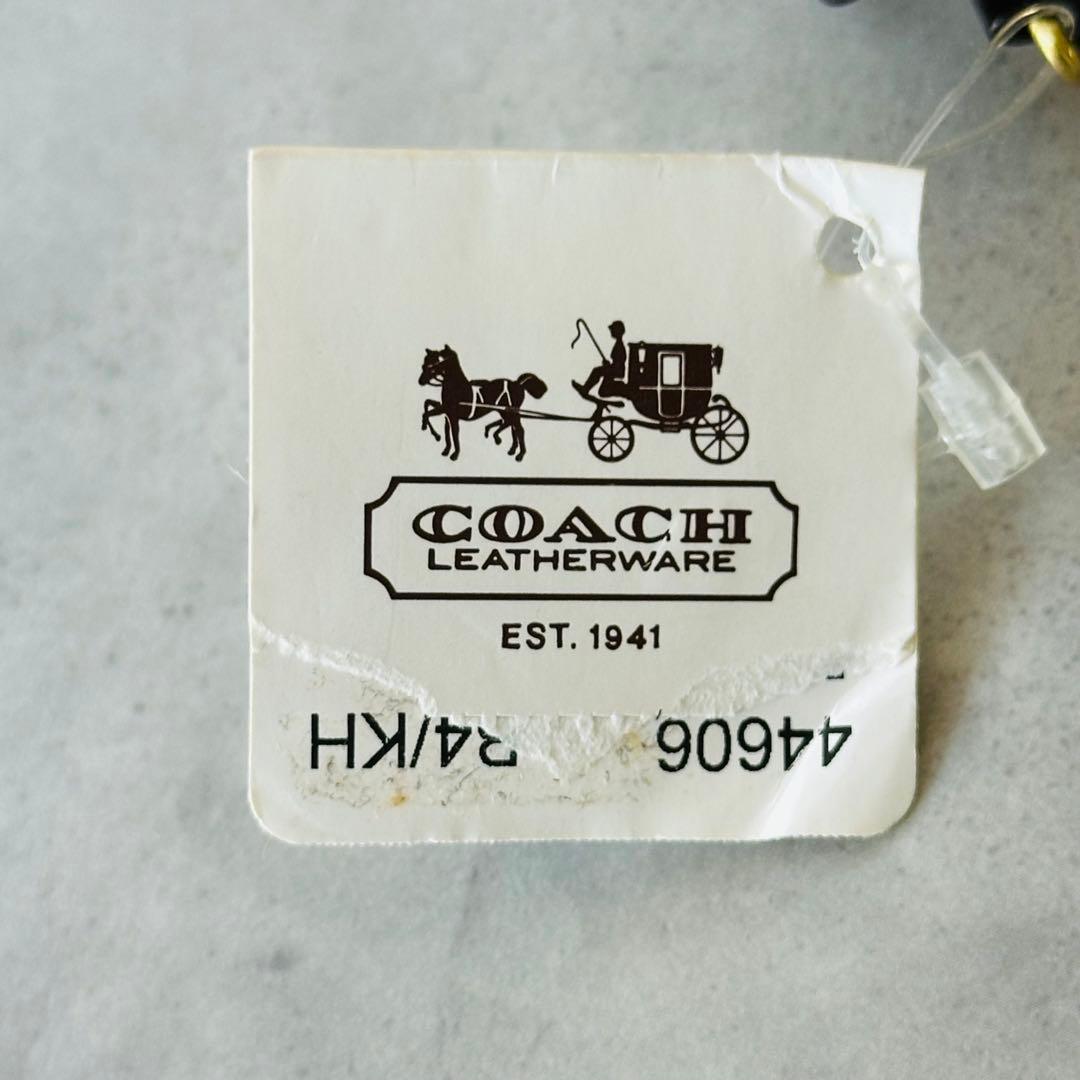 COACH
LEATHERWARE
EST. 1941
44606 B4/KH